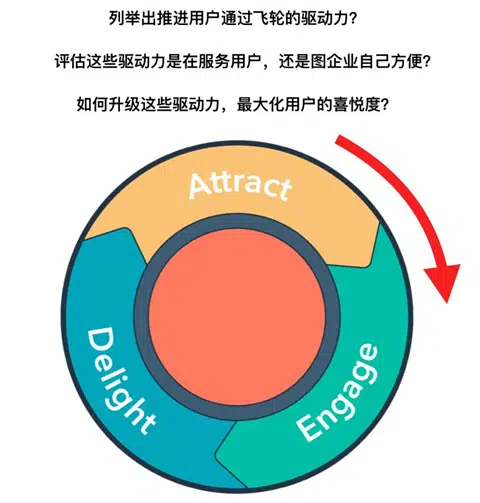 列举出推进用户通过飞轮的驱动力？
评估这些驱动力是在服务用户，还是图企业自己方便？
如何升级这些驱动力，最大化用户的喜悦度？
Attract
Engage
Delight